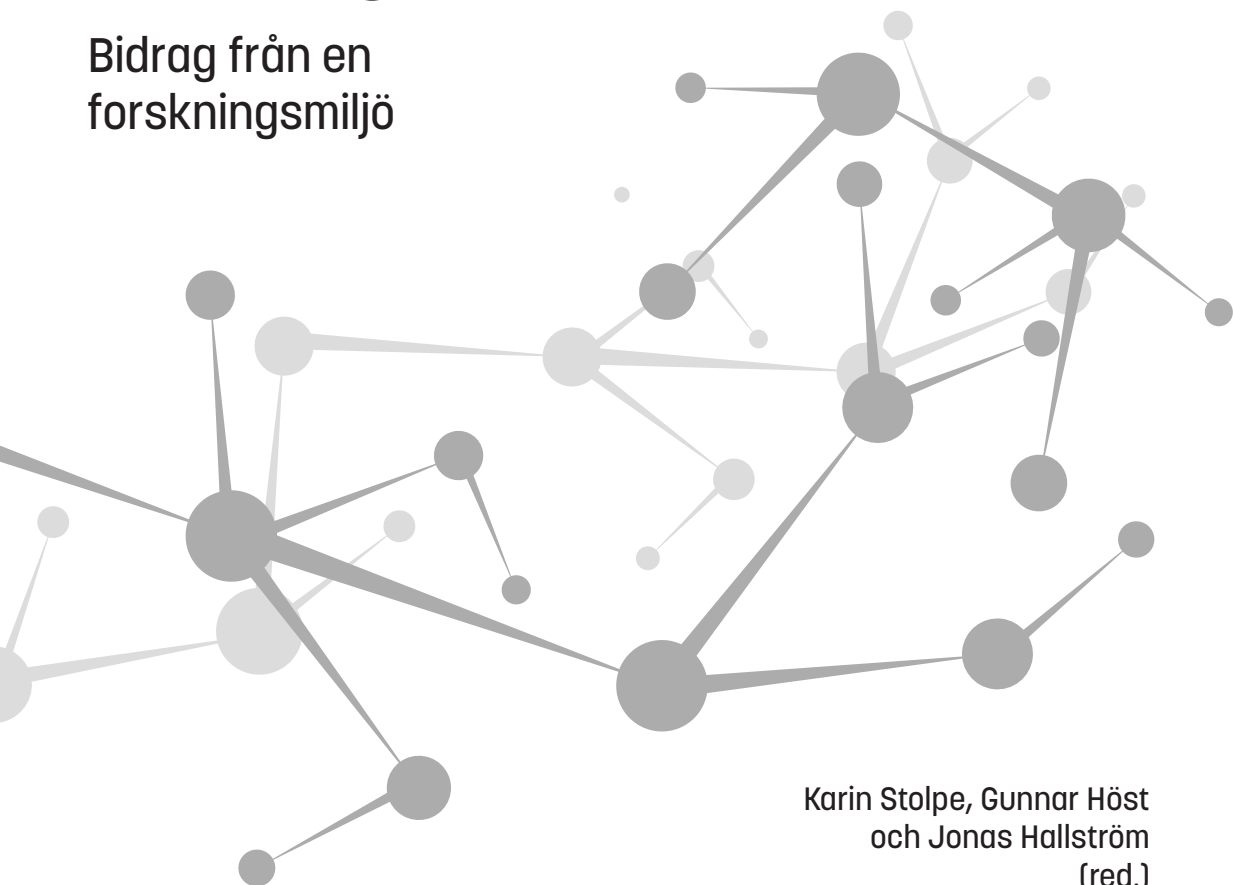 Bidrag från en
forskningsmiljö
Karin Stolpe, Gunnar Höst
och Jonas Hallström
(red.)